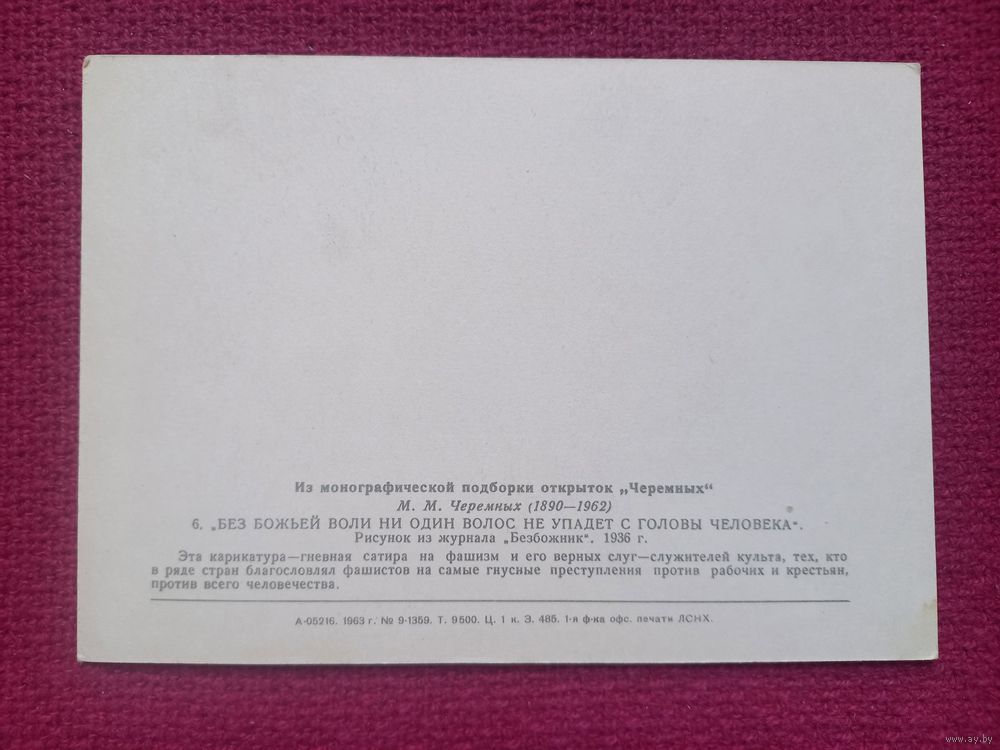 Из монографической подборки открыток „Черемных“
М. М. Черемных (1890—1962)
6. „БЕЗ БОЖЬЕЙ ВОЛИ НИ ОДИН ВОЛОС НЕ УПАДЕТ С ГОЛОВЫ ЧЕЛОВЕКА“.
Рисунок из журнала „Безбожник“. 1936 г.
Эта карикатура—гневная сатира на фашизм и его верных слуг—служителей культа, тех, кто
в ряде стран благословлял фашистов на самые гнусные преступления против рабочих и крестьян,
против всего человечества.
А-05216. 1963 г. № 9-1359. Т. 9500. Ц. 1 к. Э. 485. 1-я ф-ка офс. печати ЛСНХ.
www.ay.by